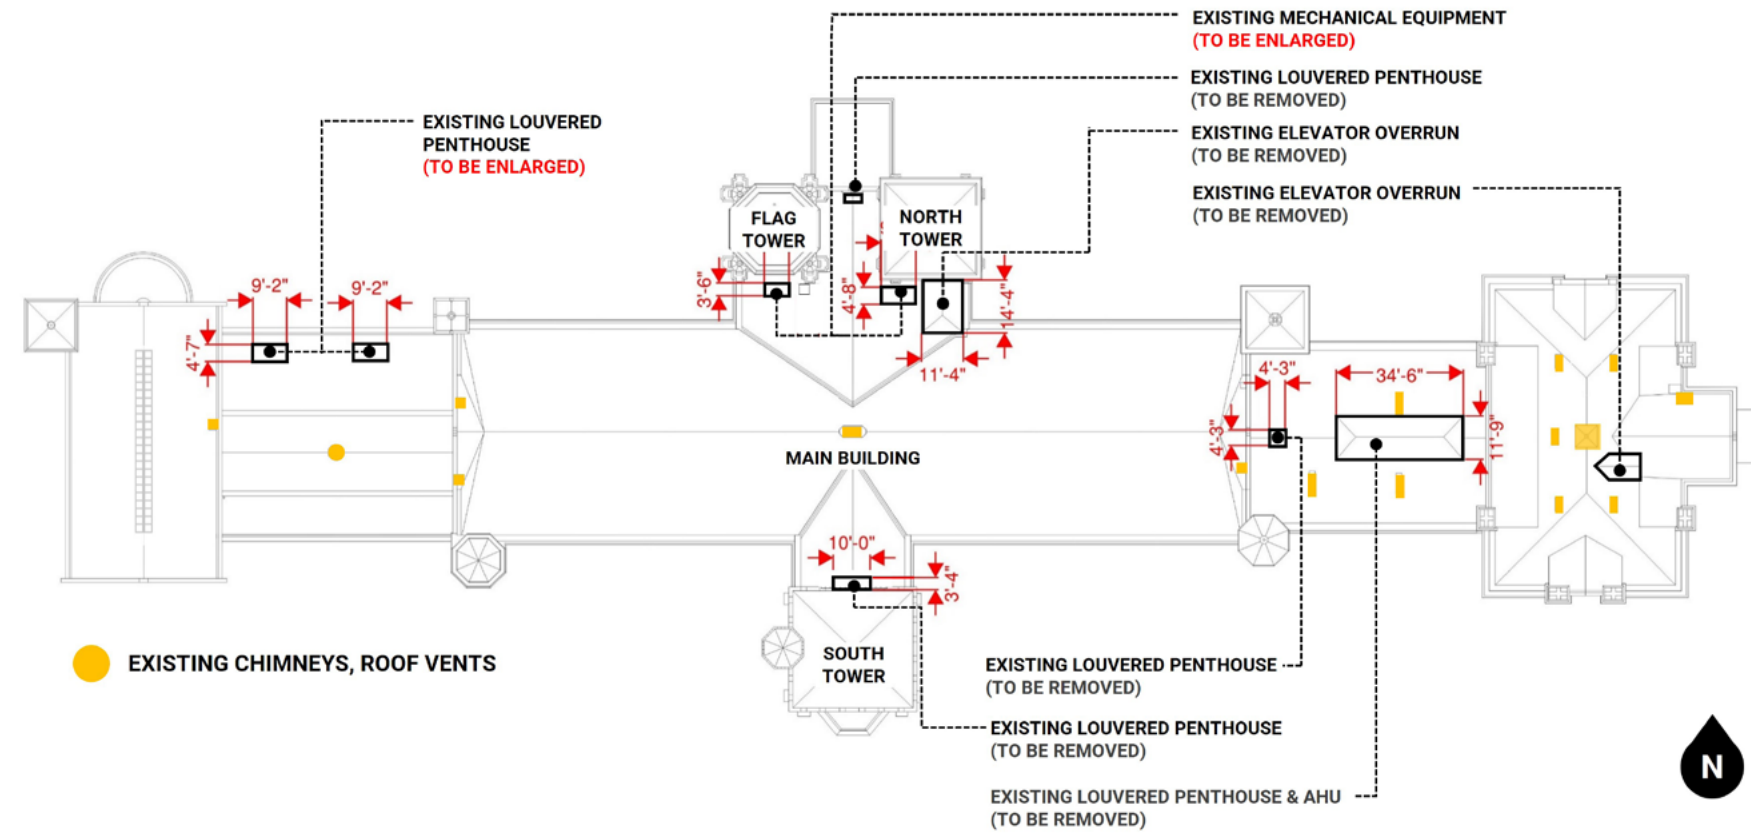 EXISTING MECHANICAL EQUIPMENT
(TO BE ENLARGED)
EXISTING LOUVERED PENTHOUSE
(TO BE REMOVED)
EXISTING ELEVATOR OVERRUN
(TO BE REMOVED)
EXISTING ELEVATOR OVERRUN
(TO BE REMOVED)
EXISTING LOUVERED
PENTHOUSE
(TO BE ENLARGED)
FLAG
TOWER
NORTH
TOWER
9'-2"
9'-2"
4'-7"
3'-6"
4'-8"
14'-4"
11'-4"
4'-3"
34'-6"
4'-3"
11'-9"
MAIN BUILDING
10'-0"
3'-4"
SOUTH
TOWER
EXISTING CHIMNEYS, ROOF VENTS
EXISTING LOUVERED PENTHOUSE
(TO BE REMOVED)
EXISTING LOUVERED PENTHOUSE
(TO BE REMOVED)
EXISTING LOUVERED PENTHOUSE & AHU
(TO BE REMOVED)
N